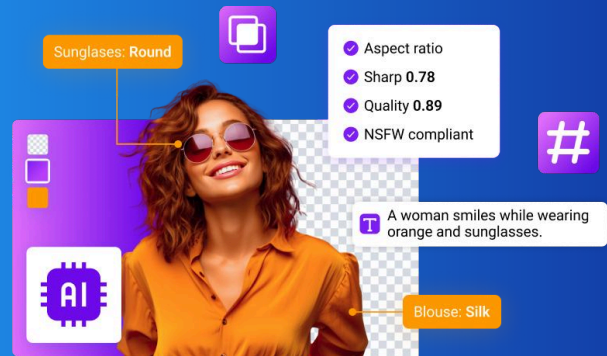 Sunglasses: Round
Aspect ratio
Sharp 0.78
Quality 0.89
NSFW compliant
#
T
A woman smiles while wearing
orange and sunglasses.
AI
Blouse: Silk